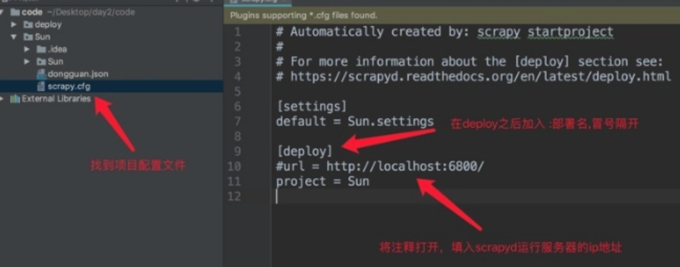 code ~/Desktop/day2/code
deploy
Sun
.idea
Sun
dongguan.json
scrapy.cfg
External Libraries
找到项目配置文件
Plugins supporting *.cfg files found.
1 # Automatically created by: scrapy startproject
2 #
3 # For more information about the [deploy] section see:
4 # https://scrapyd.readthedocs.org/en/latest/deploy.html
5
6 [settings]
7 default = Sun.settings
8
9 [deploy]
10 #url = http://localhost:6800/
11 project = Sun
12
在deploy之后加入 :部署名,冒号隔开
将注释打开，填入scrapyd运行服务器的ip地址